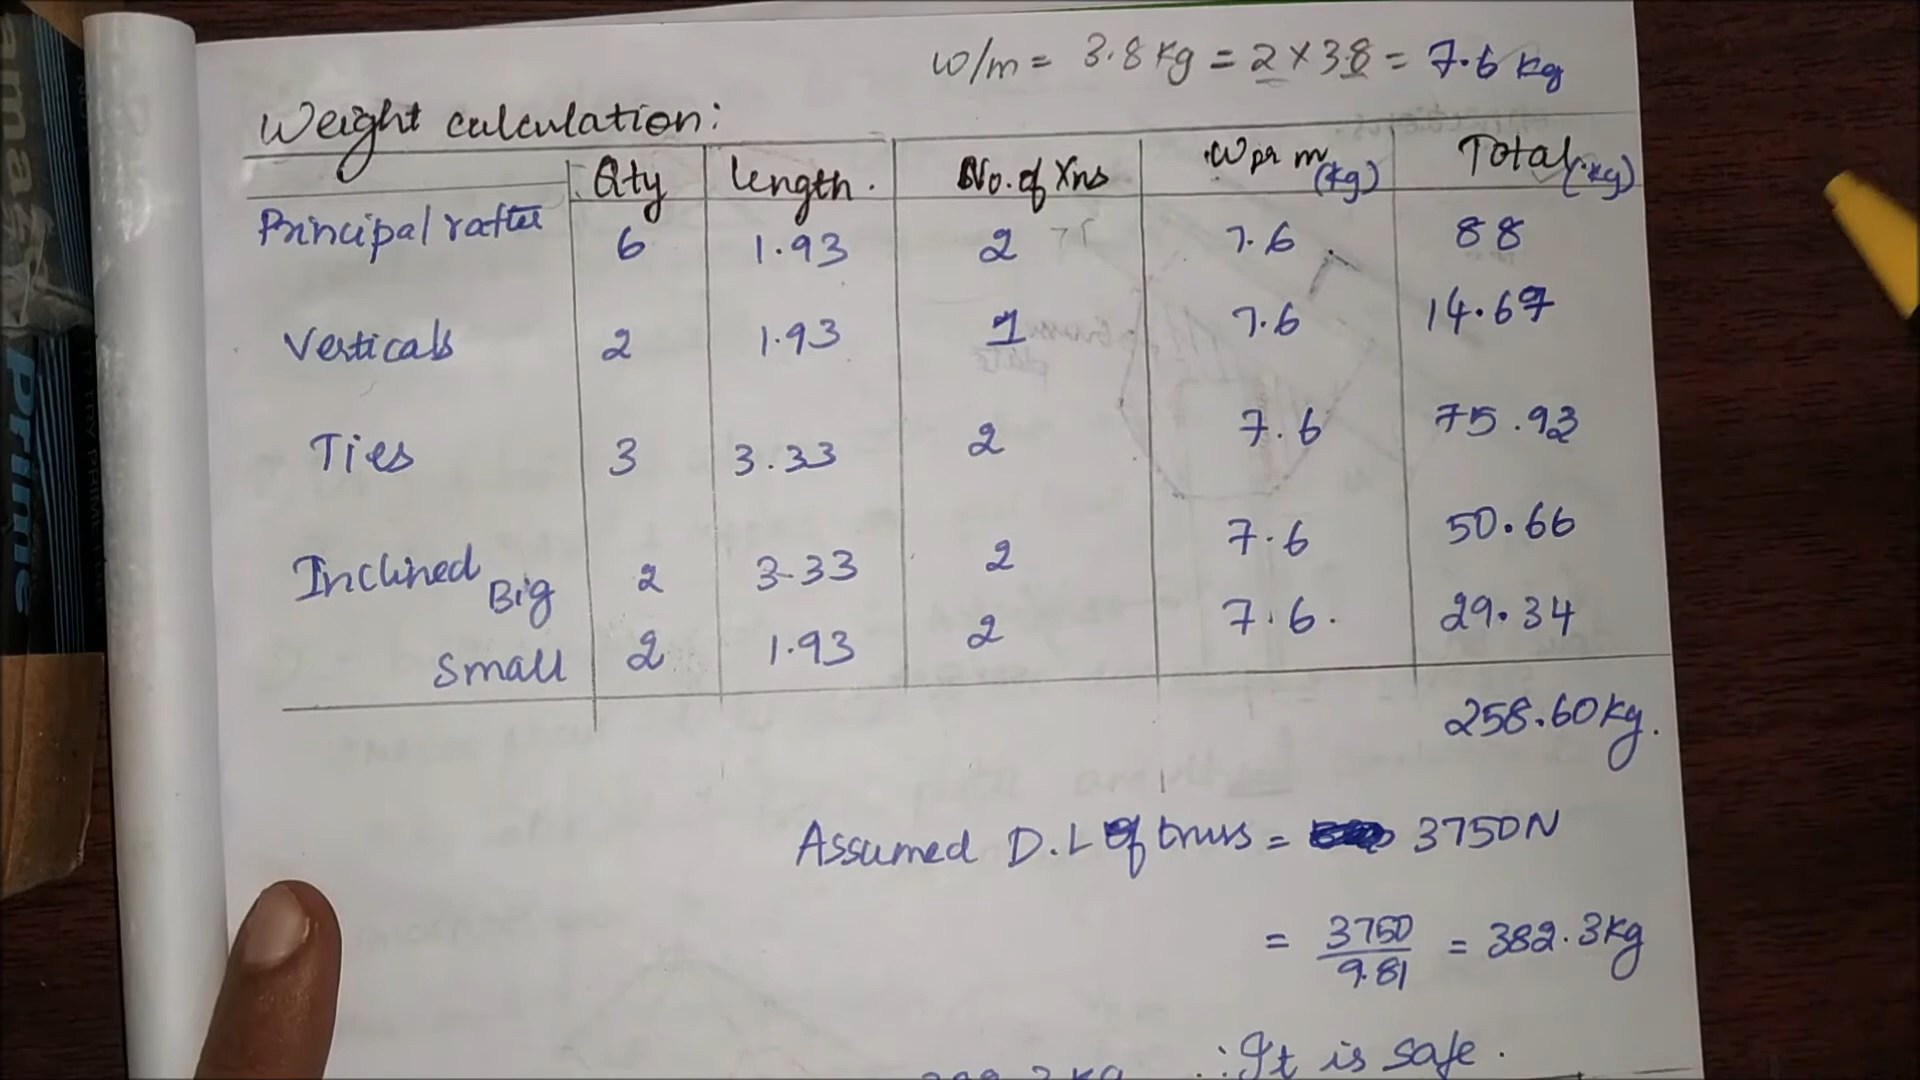 w/m = 3.8 kg = 2 × 3.8 = 7.6 kg
Weight calculation:
Qty length. No. of Xns W pr m (kg) Total (kg)
Principal rafter 6 1.93 2 7.6 88
Verticals 2 1.93 1 7.6 14.67
Ties 3 3.33 2 7.6 75.93
Inclined Big 2 3.33 2 7.6 50.66
Small 2 1.93 2 7.6. 29.34
258.60 kg.
Assumed D.L of truss = 3750N
= 3750/9.81 = 382.3 kg
∴ It is safe.
Prime